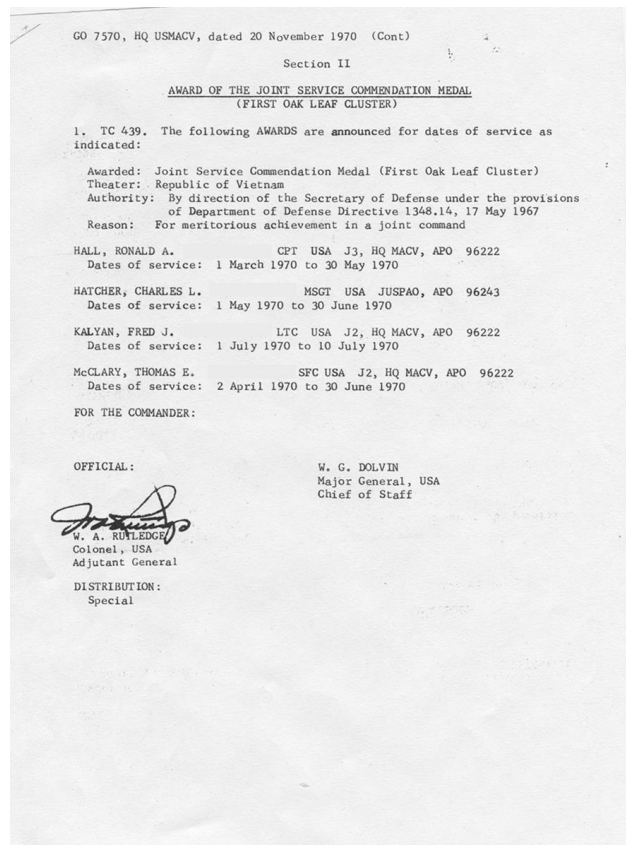 GO 7570, HQ USMACV, dated 20 November 1970 (Cont)
Section II
AWARD OF THE JOINT SERVICE COMMENDATION MEDAL
(FIRST OAK LEAF CLUSTER)
1. TC 439. The following AWARDS are announced for dates of service as
indicated:
Awarded: Joint Service Commendation Medal (First Oak Leaf Cluster)
Theater: Republic of Vietnam
Authority: By direction of the Secretary of Defense under the provisions
of Department of Defense Directive 1348.14, 17 May 1967
Reason: For meritorious achievement in a joint command
HALL, RONALD A. CPT USA J3, HQ MACV, APO 96222
Dates of service: 1 March 1970 to 30 May 1970
HATCHER, CHARLES L. MSGT USA JUSPAO, APO 96243
Dates of service: 1 May 1970 to 30 June 1970
KALYAN, FRED J. LTC USA J2, HQ MACV, APO 96222
Dates of service: 1 July 1970 to 10 July 1970
McCLARY, THOMAS E. SFC USA J2, HQ MACV, APO 96222
Dates of service: 2 April 1970 to 30 June 1970
FOR THE COMMANDER:
OFFICIAL:
W. G. DOLVIN
Major General, USA
Chief of Staff
W. A. RUTLEDGE
Colonel, USA
Adjutant General
DISTRIBUTION:
Special